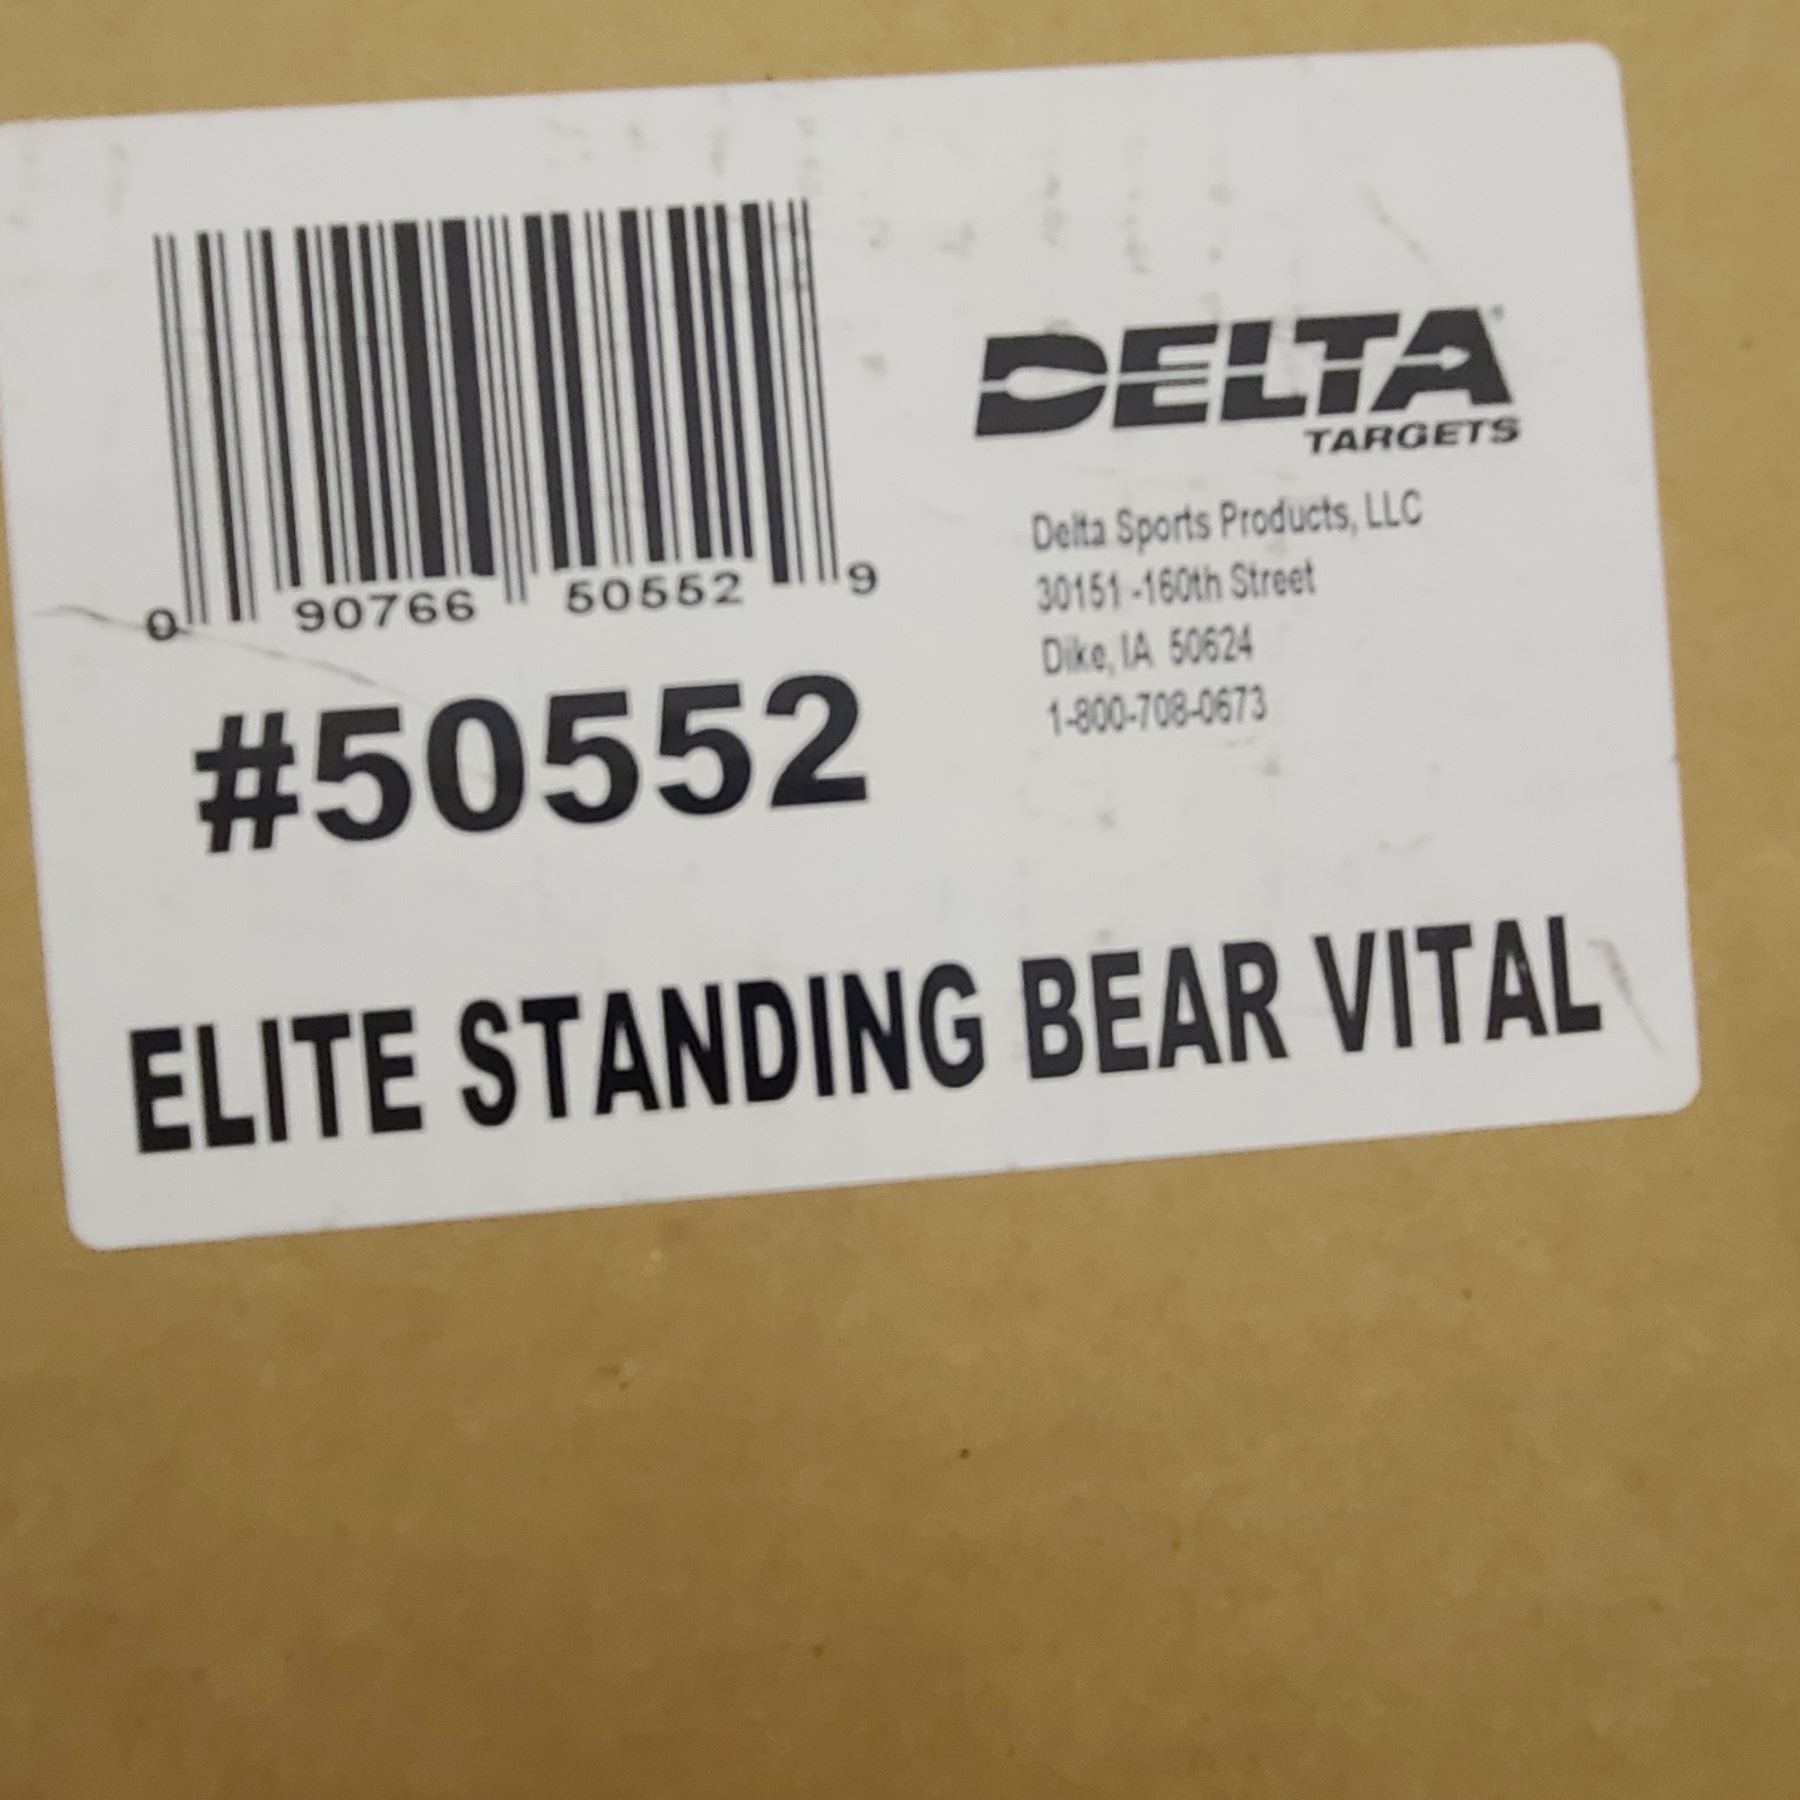 0 90766 50552 9
#50552
DELTA
TARGETS
Delta Sports Products, LLC
30151 -160th Street
Dike, IA 50624
1-800-708-0673
ELITE STANDING BEAR VITAL